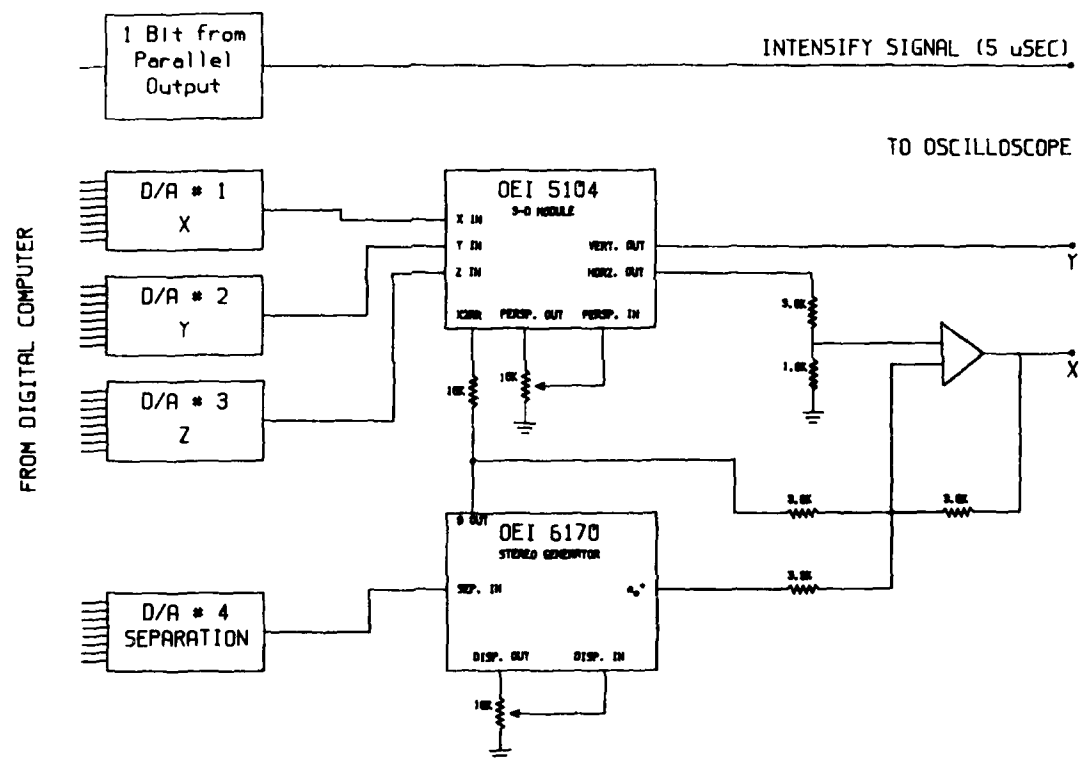 1 Bit from
Parallel
Output
INTENSIFY SIGNAL (5 uSEC)
TO OSCILLOSCOPE
FROM DIGITAL COMPUTER
D/A # 1
X
D/A # 2
Y
D/A # 3
Z
D/A # 4
SEPARATION
OEI 5104
3-D MODULE
X IN
Y IN
Z IN
VERT. OUT
HORZ. OUT
PERSP. OUT
PERSP. IN
Y
X
10K
10K
1.0K
OEI 6170
STEREO GENERATOR
SEP. IN
DISP. OUT
DISP. IN
10K